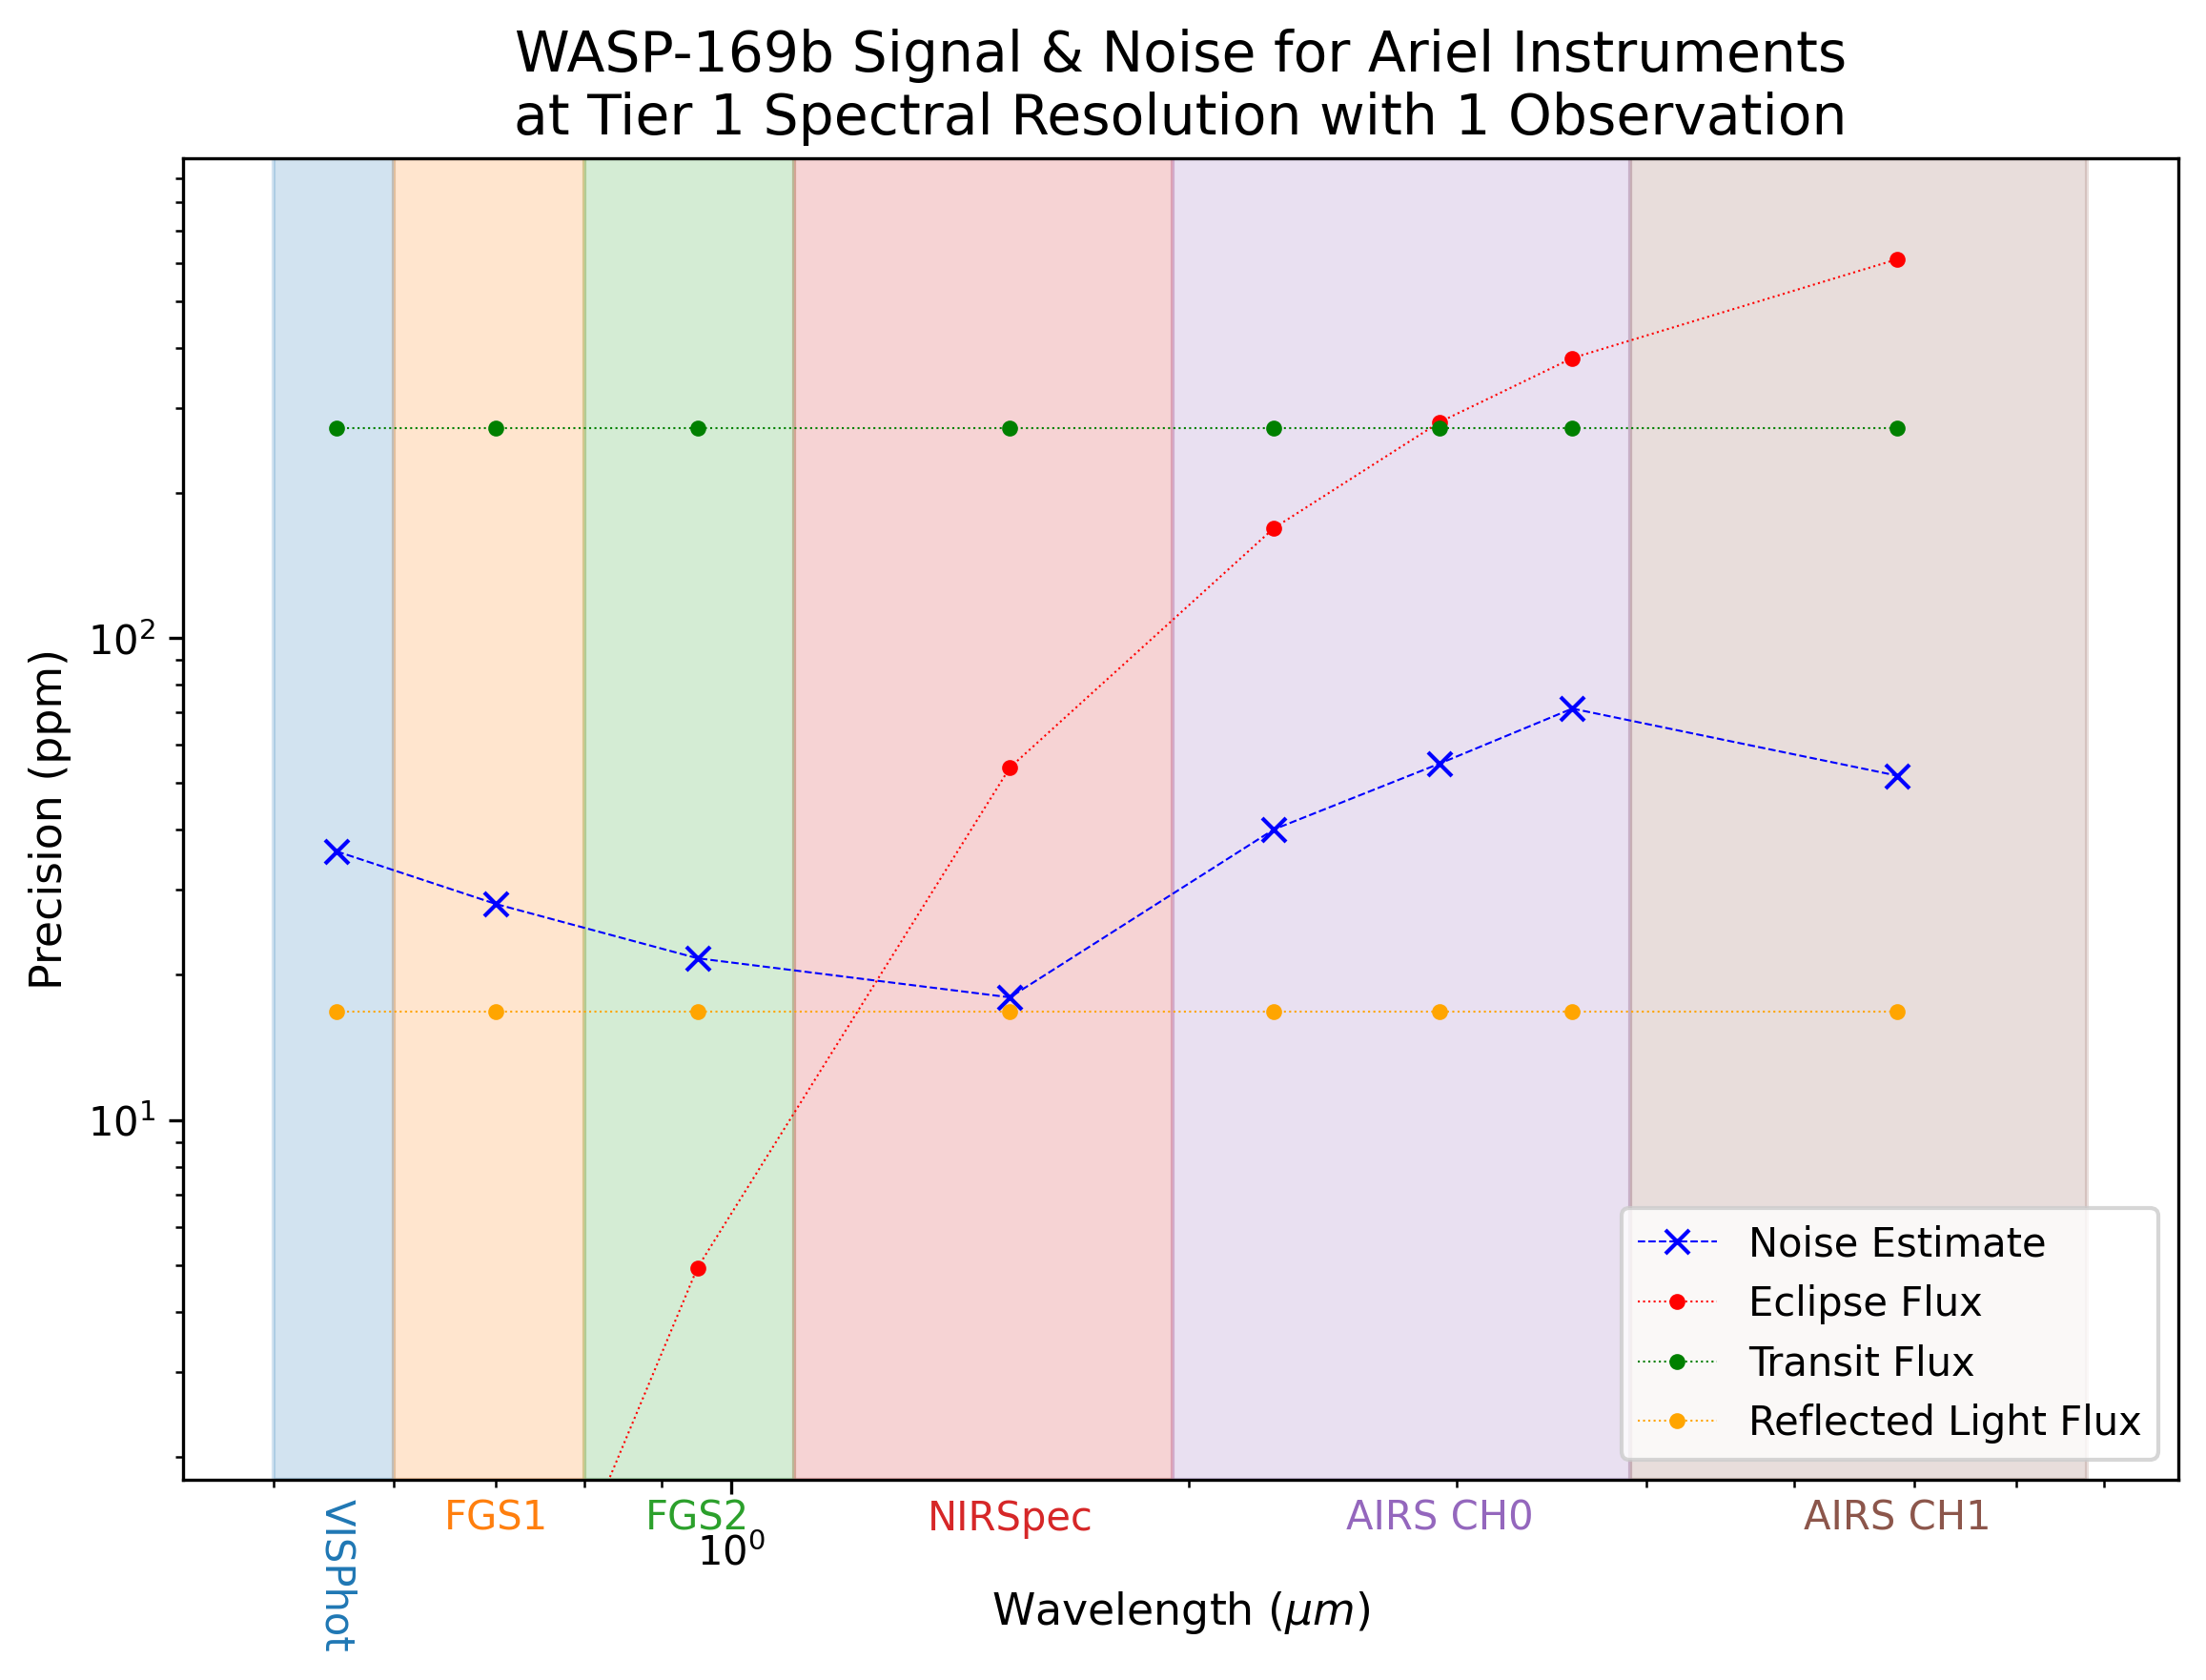 WASP-169b Signal & Noise for Ariel Instruments
at Tier 1 Spectral Resolution with 1 Observation
Precision (ppm)
10²
10¹
Noise Estimate
Eclipse Flux
Transit Flux
Reflected Light Flux
VISPhot
FGS1
FGS2
NIRSpec
AIRS CH0
AIRS CH1
10⁰
Wavelength (μm)